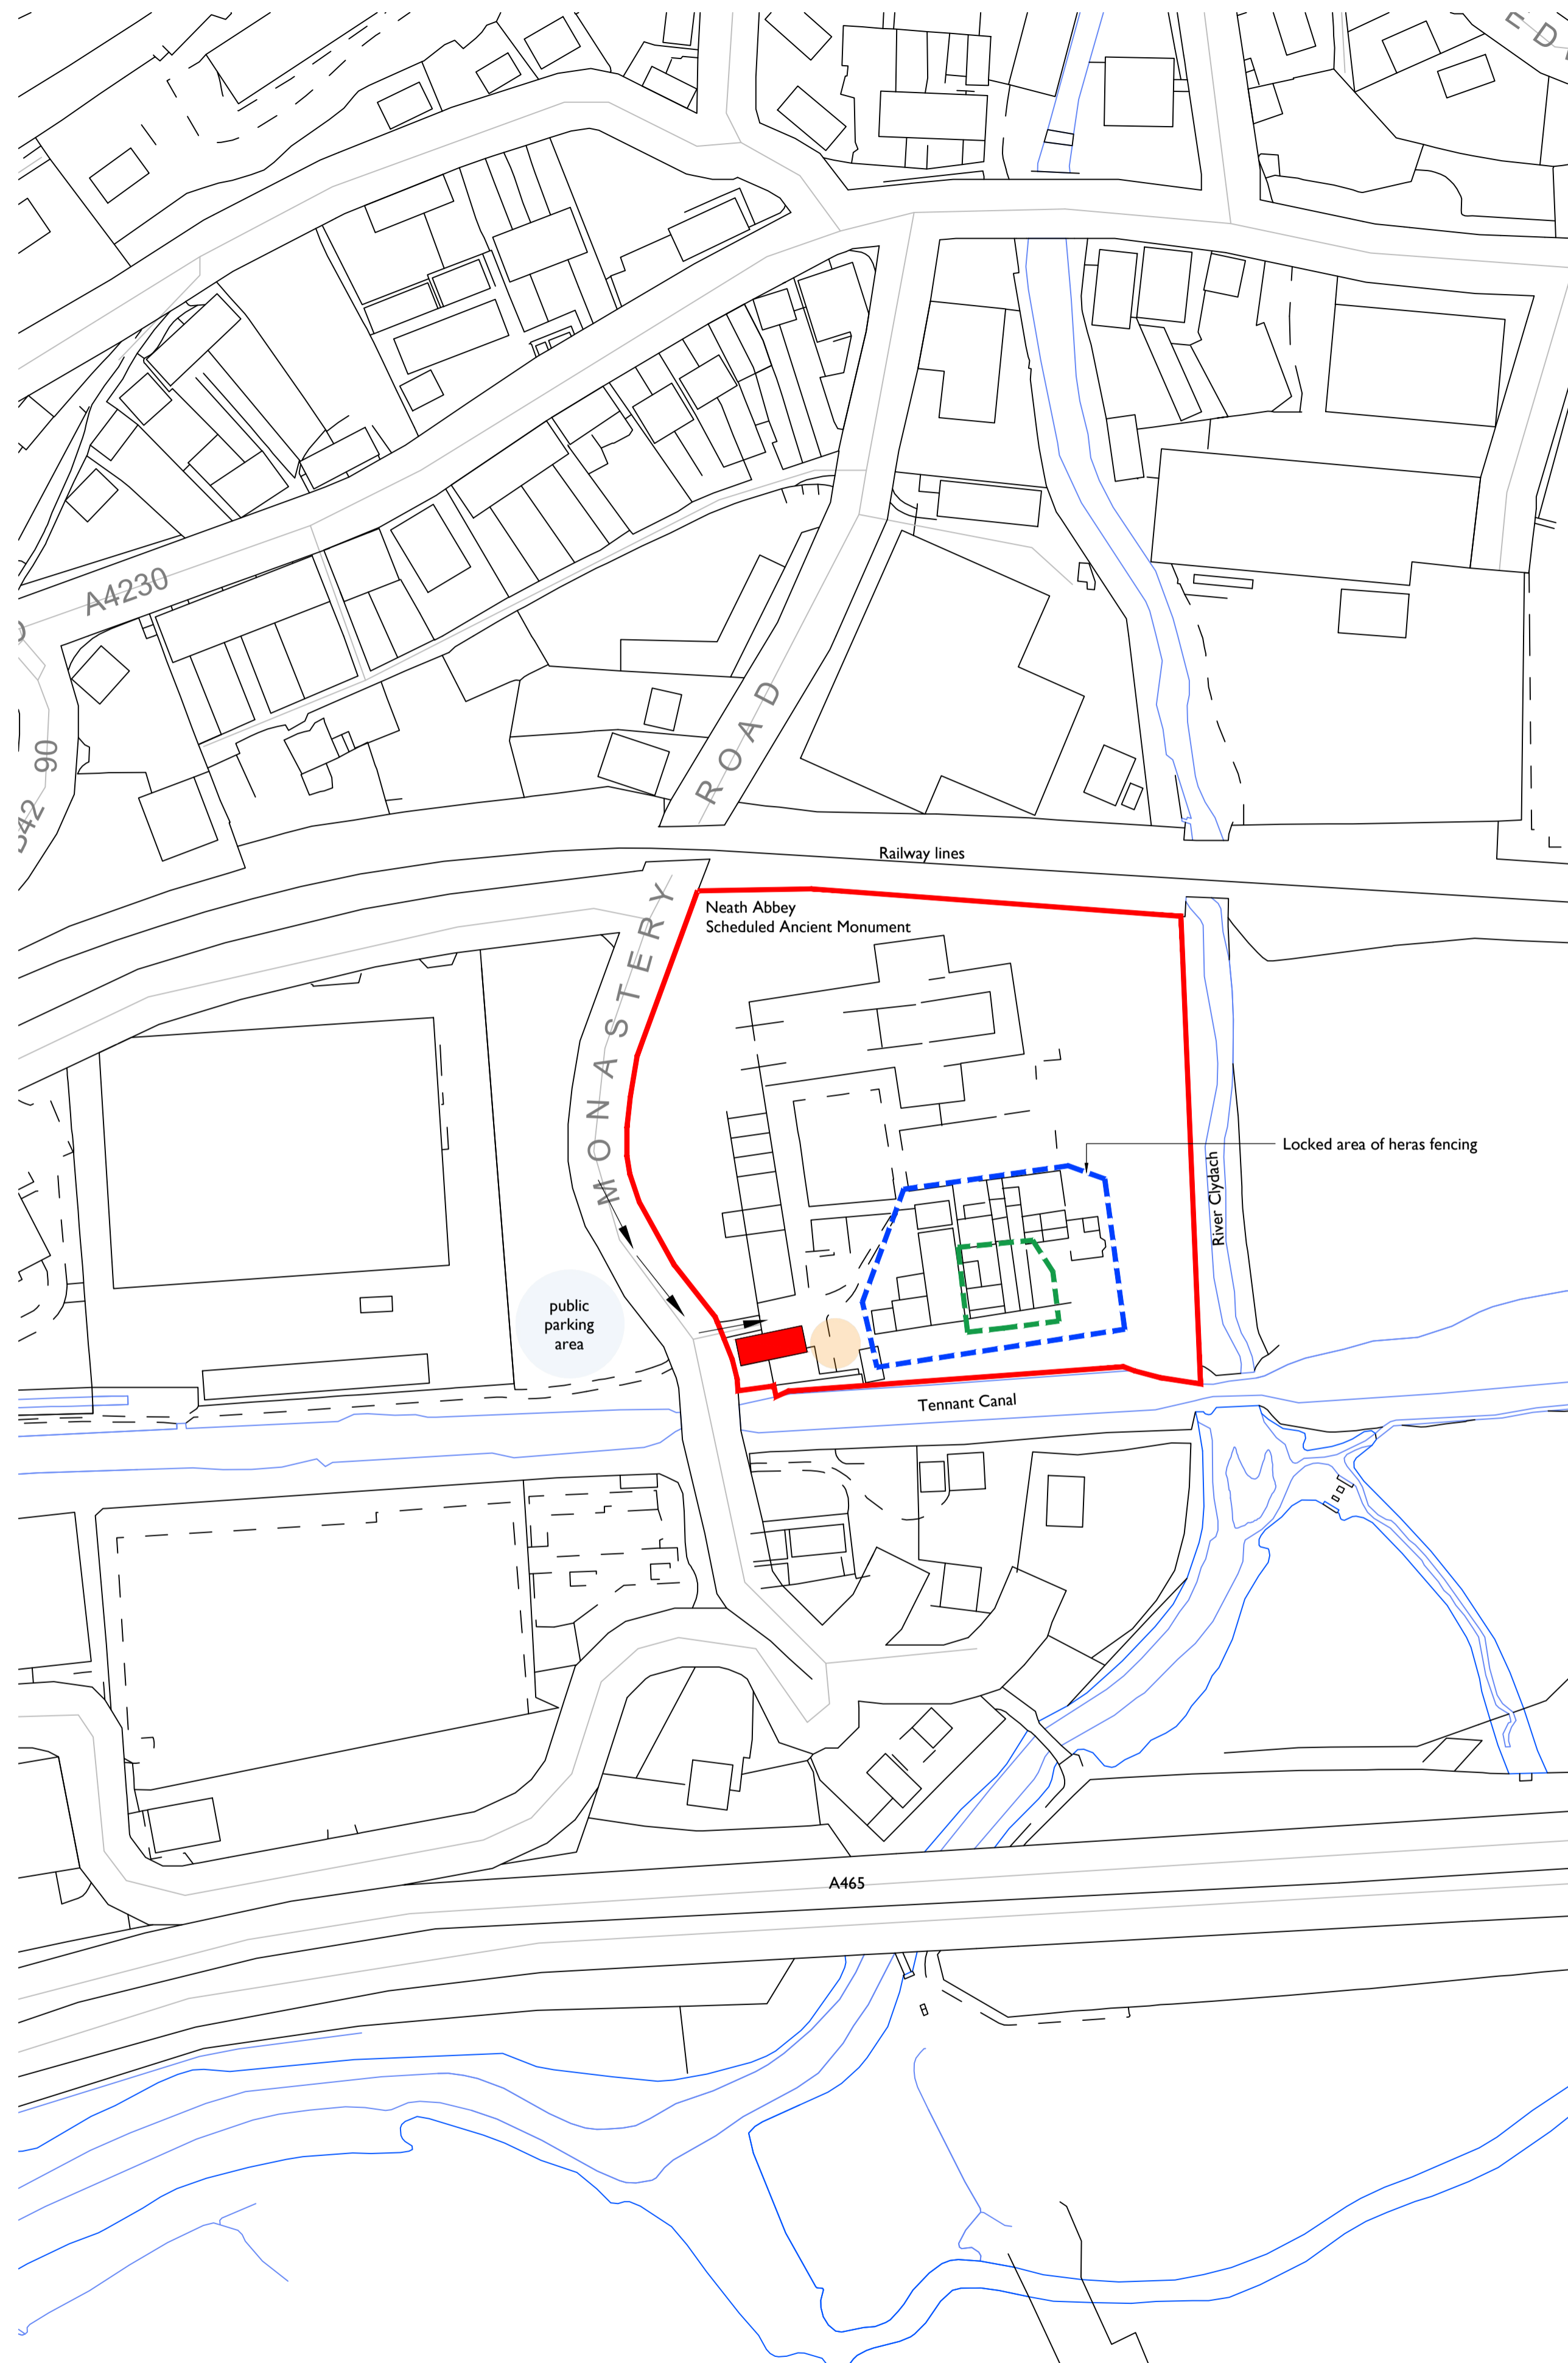 A4230
90
ROAD
Railway lines
MONASTERY
Neath Abbey
Scheduled Ancient Monument
Locked area of heras fencing
River Clydach
public
parking
area
Tennant Canal
A465